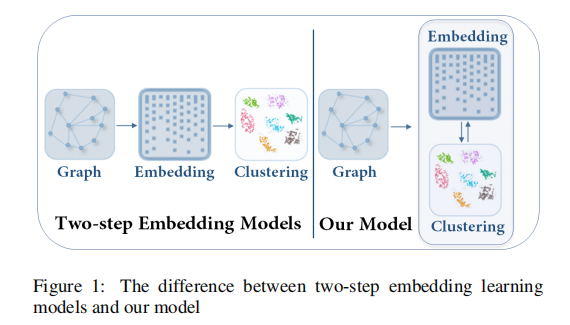 Graph
Embedding
Clustering
Two-step Embedding Models
Graph
Our Model
Embedding
Clustering
Figure 1: The difference between two-step embedding learning
models and our model